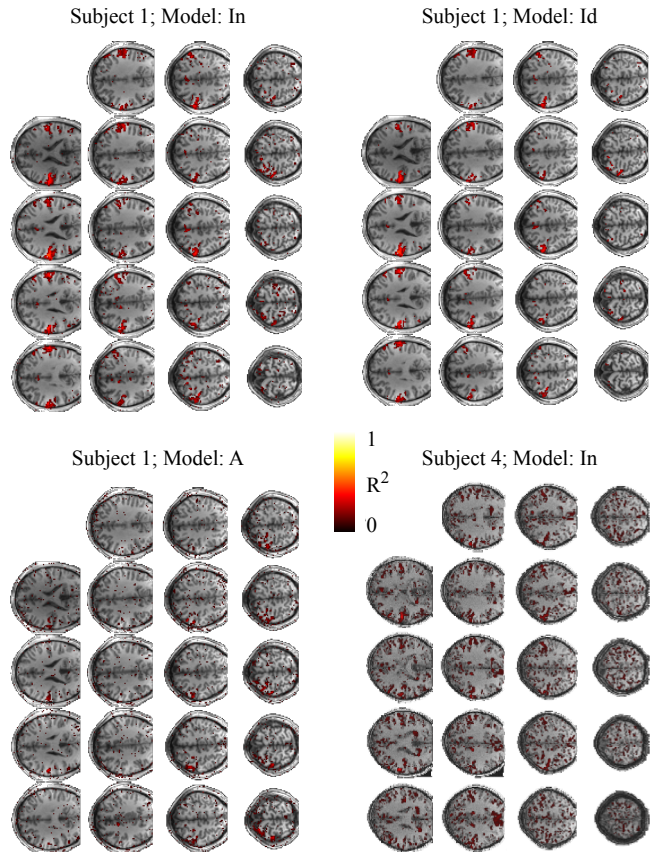 Subject 1; Model: In
Subject 1; Model: Id
Subject 1; Model: A
1
R²
0
Subject 4; Model: In